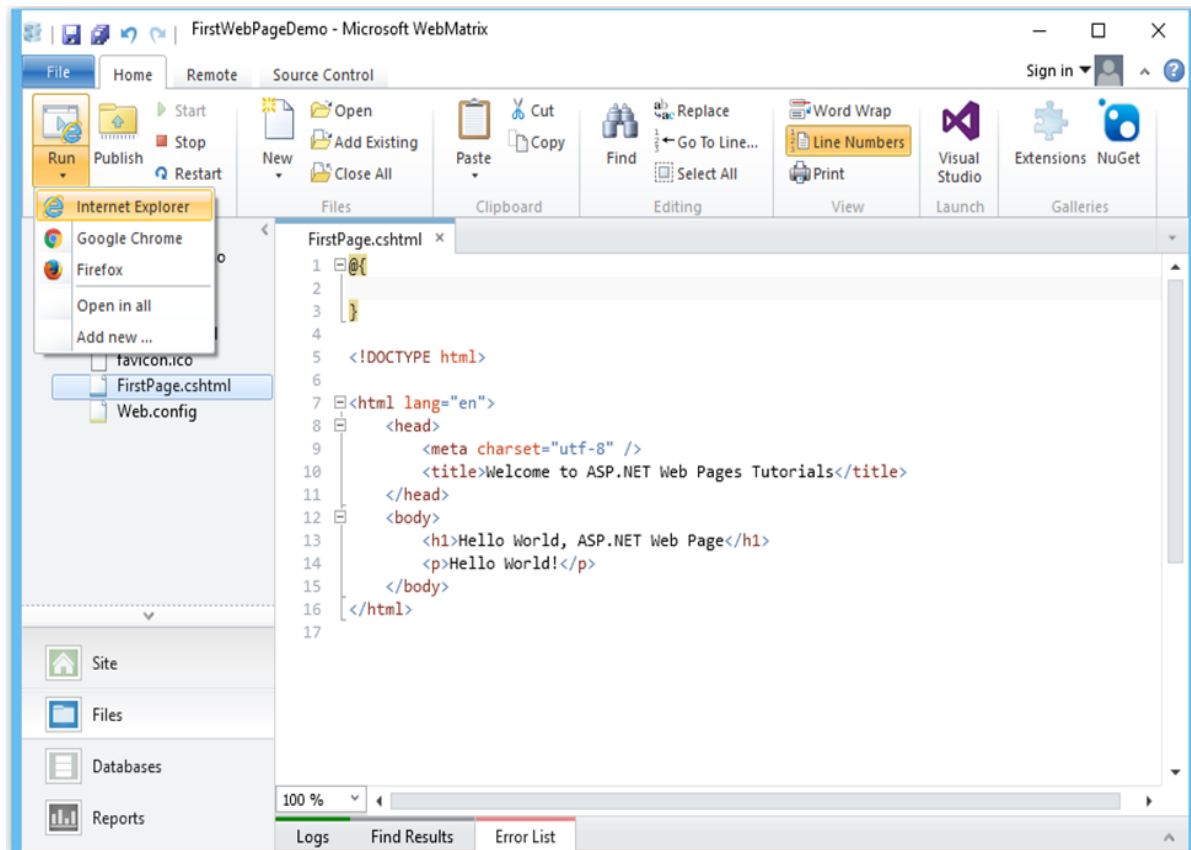 FirstWebPageDemo - Microsoft WebMatrix
File Home Remote Source Control Sign in
Run
Publish
Start
Stop
Restart
New
Open
Add Existing
Close All
Files
Paste
Cut
Copy
Clipboard
Find
Replace
Go To Line...
Select All
Editing
Word Wrap
Line Numbers
Print
View
Visual Studio
Launch
Extensions NuGet
Galleries
Internet Explorer
Google Chrome
Firefox
Open in all
Add new ...
favicon.ico
FirstPage.cshtml
Web.config
FirstPage.cshtml ×
1 @{
2
3 }
4
5 <!DOCTYPE html>
6
7 <html lang="en">
8 <head>
9 <meta charset="utf-8" />
10 <title>Welcome to ASP.NET Web Pages Tutorials</title>
11 </head>
12 <body>
13 <h1>Hello World, ASP.NET Web Page</h1>
14 <p>Hello World!</p>
15 </body>
16 </html>
17
Site
Files
Databases
Reports
100 %
Logs Find Results Error List